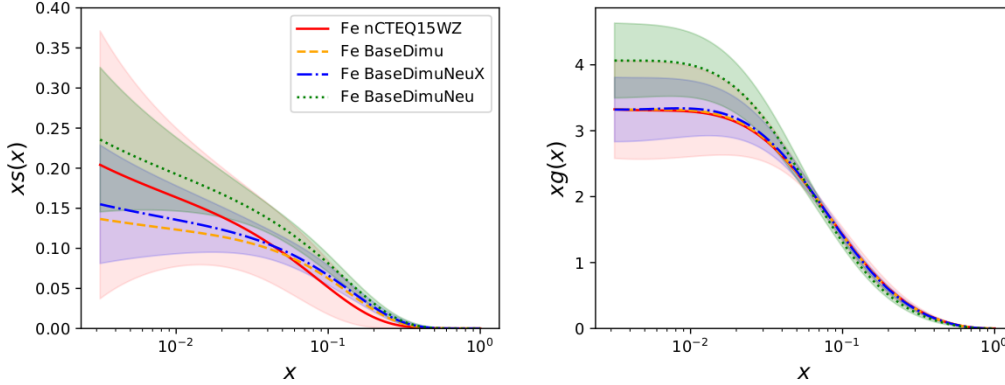 0.40
0.35
0.30
0.25
0.20
0.15
0.10
0.05
0.00
xs(x)
10⁻²
10⁻¹
10⁰
x
Fe nCTEQ15WZ
Fe BaseDimu
Fe BaseDimuNeuX
Fe BaseDimuNeu
4
3
2
1
0
xg(x)
10⁻²
10⁻¹
10⁰
x